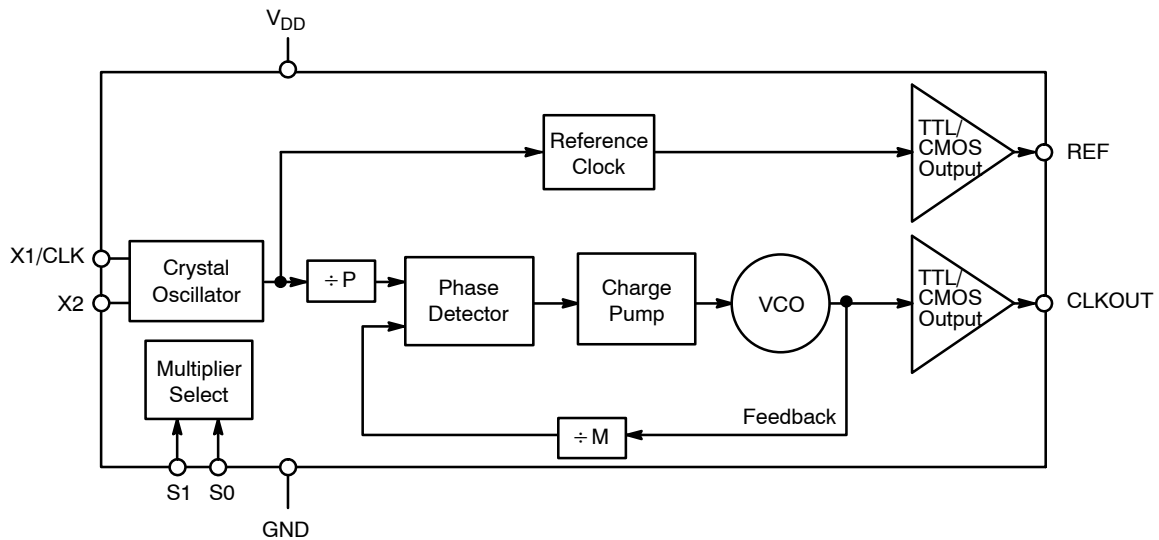 VDD
Reference
Clock
TTL/
CMOS
Output
REF
X1/CLK
X2
Crystal
Oscillator
÷ P
Phase
Detector
Charge
Pump
VCO
TTL/
CMOS
Output
CLKOUT
Multiplier
Select
Feedback
÷ M
S1
S0
GND